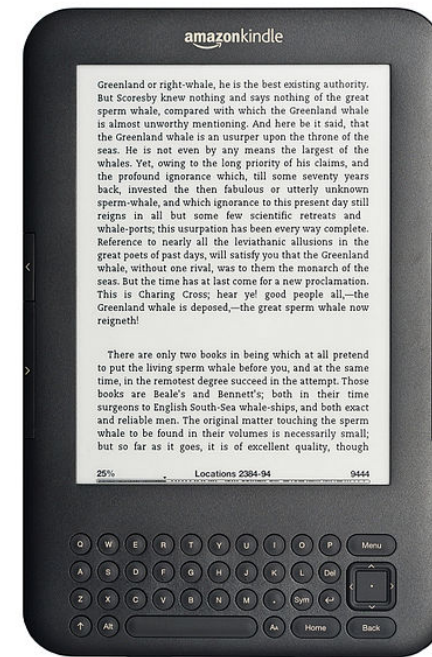 amazonkindle
Greenland or right-whale, he is the best existing authority.
But Scoresby knew nothing and says nothing of the great
sperm whale, compared with which the Greenland whale
is almost unworthy mentioning. And here be it said, that
the Greenland whale is an usurper upon the throne of the
seas. He is not even by any means the largest of the
whales. Yet, owing to the long priority of his claims, and
the profound ignorance which, till some seventy years
back, invested the then fabulous or utterly unknown
sperm-whale, and which ignorance to this present day still
reigns in all but some few scientific retreats and
whale-ports; this usurpation has been every way complete.
Reference to nearly all the leviathanic allusions in the
great poets of past days, will satisfy you that the Greenland
whale, without one rival, was to them the monarch of the
seas. But the time has at last come for a new proclamation.
This is Charing Cross; hear ye! good people all,—the
Greenland whale is deposed,—the great sperm whale now
reigneth!
There are only two books in being which at all pretend
to put the living sperm whale before you, and at the same
time, in the remotest degree succeed in the attempt. Those
books are Beale's and Bennett's; both in their time
surgeons to English South-Sea whale-ships, and both exact
and reliable men. The original matter touching the sperm
whale to be found in their volumes is necessarily small;
but so far as it goes, it is of excellent quality, though
25% Locations 2384-94 9444
Q W E R T Y U I O P Menu
A S D F G H J K L Del
Z X C V B N M . Sym ↵
↑ Alt Aa Home Back